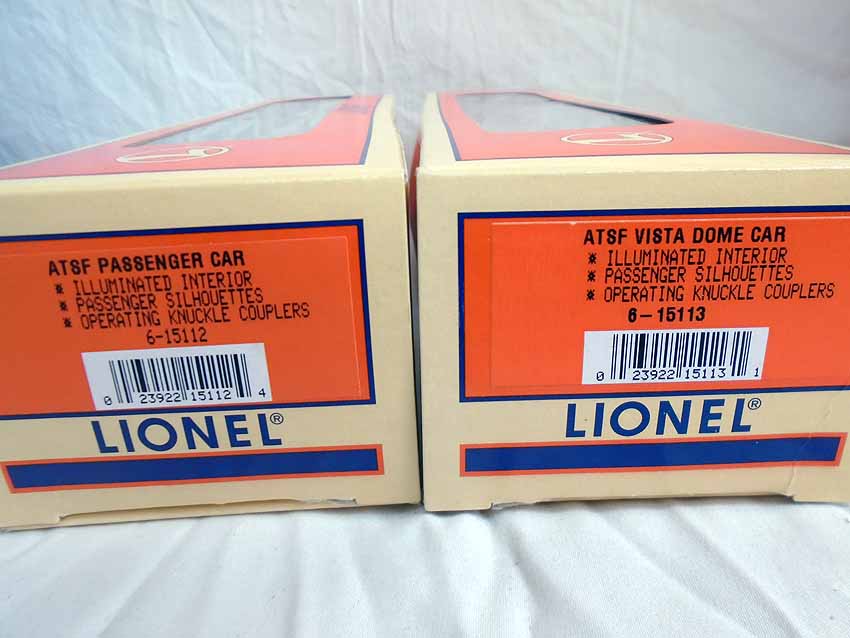 ATSF PASSENGER CAR
※ ILLUMINATED INTERIOR
※ PASSENGER SILHOUETTES
※ OPERATING KNUCKLE COUPLERS
6-15112
0 23922 15112 4
LIONEL®
ATSF VISTA DOME CAR
※ ILLUMINATED INTERIOR
※ PASSENGER SILHOUETTES
※ OPERATING KNUCKLE COUPLERS
6-15113
0 23922 15113 1
LIONEL®